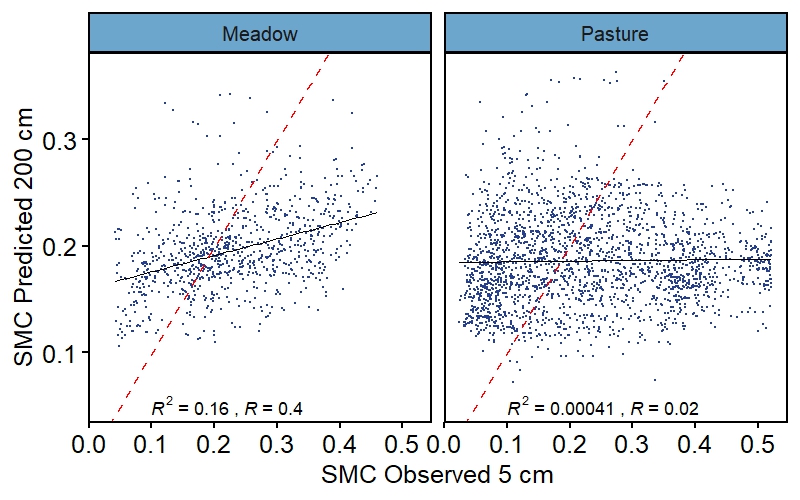 Meadow
Pasture
SMC Predicted 200 cm
0.3
0.2
0.1
R² = 0.16 , R = 0.4
R² = 0.00041 , R = 0.02
0.0 0.1 0.2 0.3 0.4 0.5
0.0 0.1 0.2 0.3 0.4 0.5
SMC Observed 5 cm